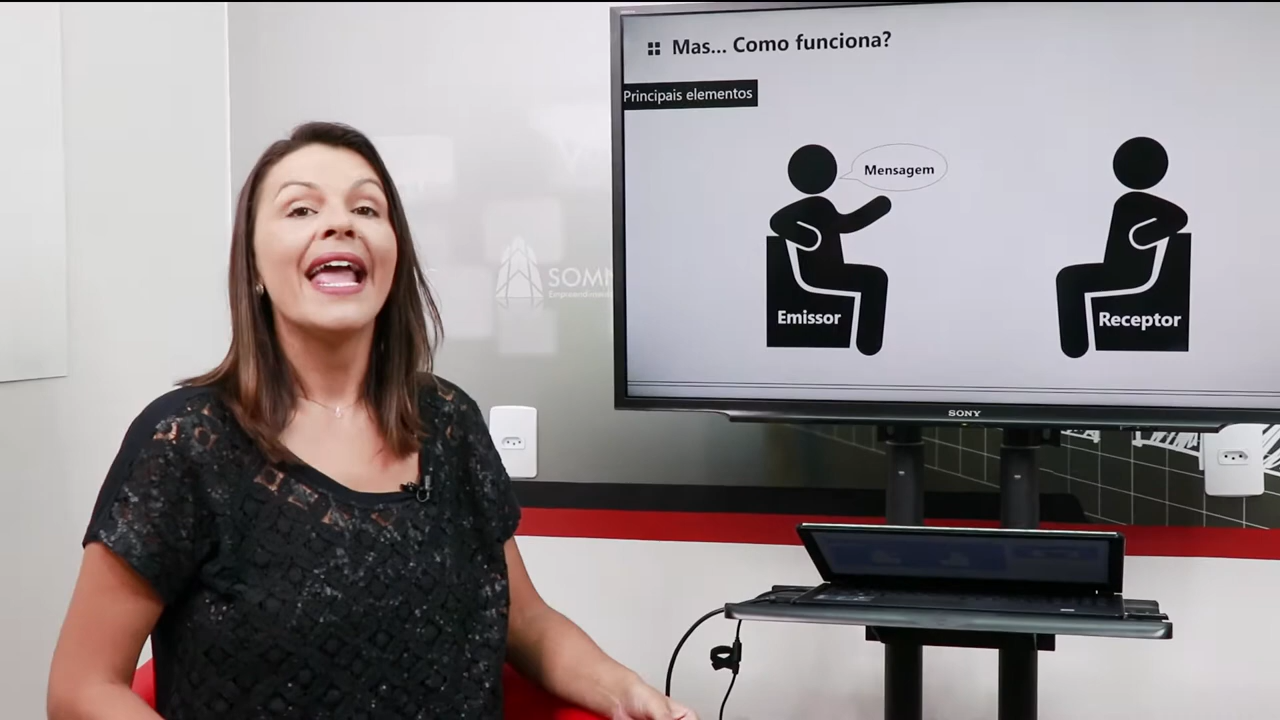 Mas... Como funciona?
Principais elementos
Mensagem
Emissor
Receptor
SONY